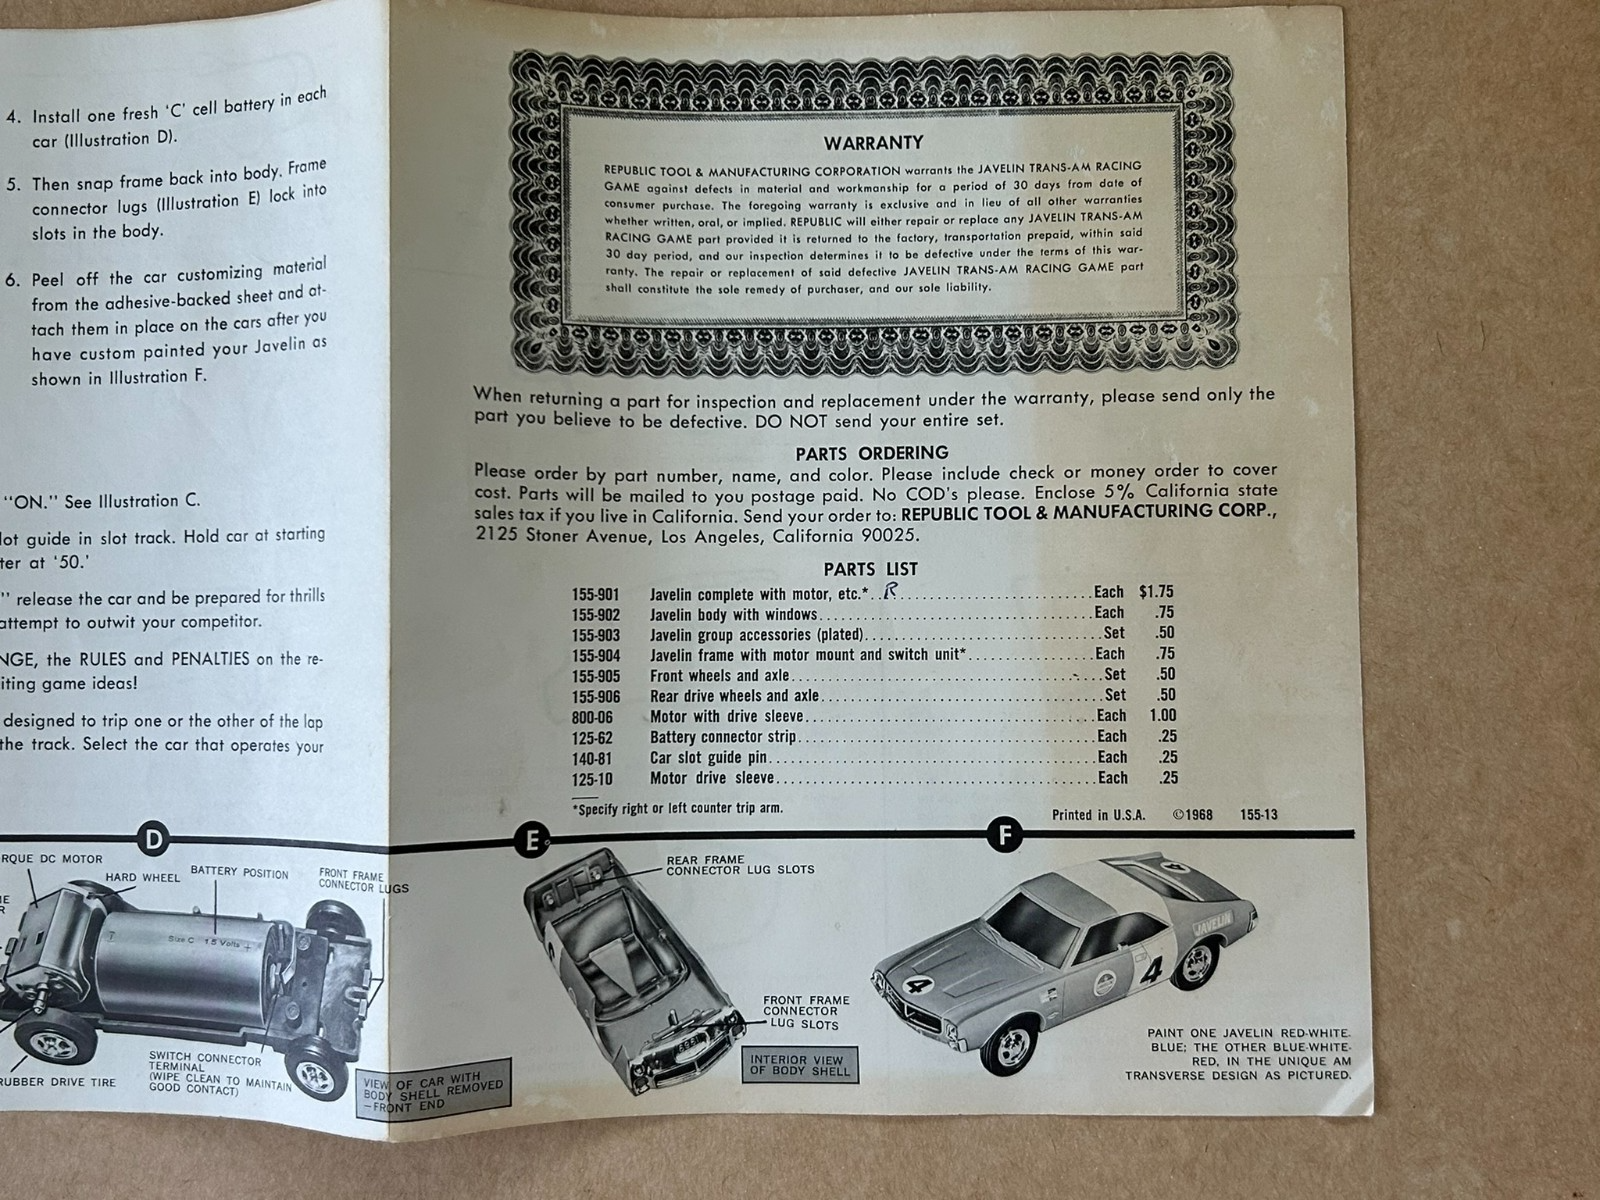 4. Install one fresh 'C' cell battery in each
car (Illustration D).
5. Then snap frame back into body. Frame
connector lugs (Illustration E) lock into
slots in the body.
6. Peel off the car customizing material
from the adhesive-backed sheet and at-
tach them in place on the cars after you
have custom painted your Javelin as
shown in Illustration F.
"ON." See Illustration C.
lot guide in slot track. Hold car at starting
ter at '50.'
" release the car and be prepared for thrills
attempt to outwit your competitor.
NGE, the RULES and PENALTIES on the re-
iting game ideas!
designed to trip one or the other of the lap
the track. Select the car that operates your
WARRANTY
REPUBLIC TOOL & MANUFACTURING CORPORATION warrants the JAVELIN TRANS-AM RACING
GAME against defects in material and workmanship for a period of 30 days from date of
consumer purchase. The foregoing warranty is exclusive and in lieu of all other warranties
whether written, oral, or implied. REPUBLIC will either repair or replace any JAVELIN TRANS-AM
RACING GAME part provided it is returned to the factory, transportation prepaid, within said
30 day period, and our inspection determines it to be defective under the terms of this war-
ranty. The repair or replacement of said defective JAVELIN TRANS-AM RACING GAME part
shall constitute the sole remedy of purchaser, and our sole liability.
When returning a part for inspection and replacement under the warranty, please send only the
part you believe to be defective. DO NOT send your entire set.
PARTS ORDERING
Please order by part number, name, and color. Please include check or money order to cover
cost. Parts will be mailed to you postage paid. No COD's please. Enclose 5% California state
sales tax if you live in California. Send your order to: REPUBLIC TOOL & MANUFACTURING CORP.,
2125 Stoner Avenue, Los Angeles, California 90025.
PARTS LIST
155-901 Javelin complete with motor, etc.*..R.......... Each $1.75
155-902 Javelin body with windows.......... Each .75
155-903 Javelin group accessories (plated).......... Set .50
155-904 Javelin frame with motor mount and switch unit*.......... Each .75
155-905 Front wheels and axle.......... Set .50
155-906 Rear drive wheels and axle.......... Set .50
800-06 Motor with drive sleeve.......... Each 1.00
125-62 Battery connector strip.......... Each .25
140-81 Car slot guide pin.......... Each .25
125-10 Motor drive sleeve.......... Each .25
*Specify right or left counter trip arm.
Printed in U.S.A. ©1968 155-13
D
RQUE DC MOTOR
HARD WHEEL
BATTERY POSITION
FRONT FRAME
CONNECTOR LUGS
Size C 1.5 Volts +
RUBBER DRIVE TIRE
SWITCH CONNECTOR
TERMINAL
(WIPE CLEAN TO MAINTAIN
GOOD CONTACT)
VIEW OF CAR WITH
BODY SHELL REMOVED
—FRONT END
E
REAR FRAME
CONNECTOR LUG SLOTS
FRONT FRAME
CONNECTOR
LUG SLOTS
INTERIOR VIEW
OF BODY SHELL
F
4
JAVELIN
4
4
PAINT ONE JAVELIN RED-WHITE-
BLUE; THE OTHER BLUE-WHITE-
RED, IN THE UNIQUE AM
TRANSVERSE DESIGN AS PICTURED.